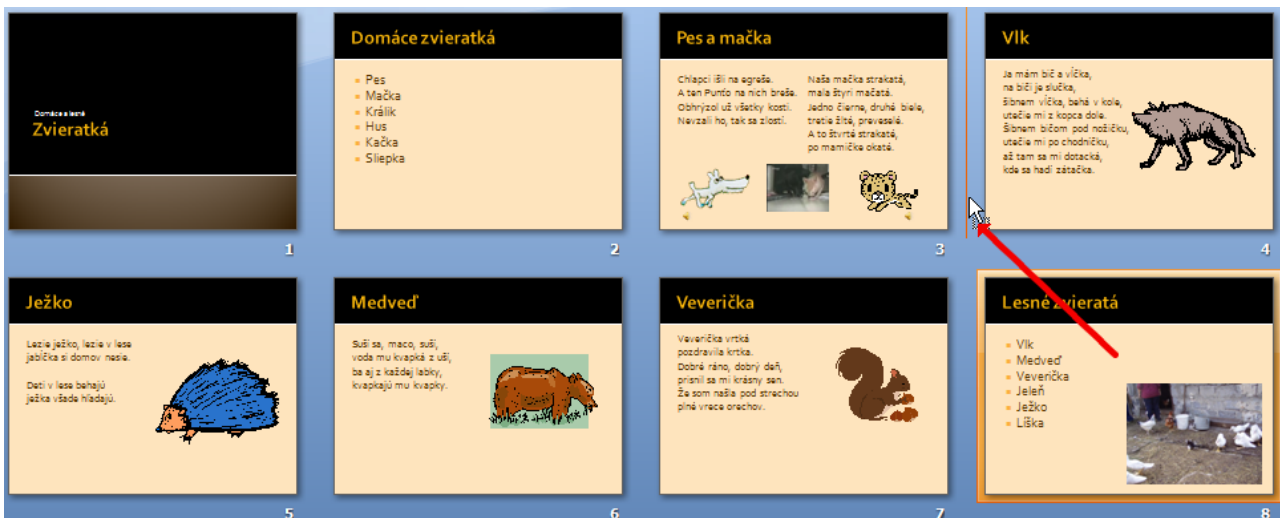 Domáce a lesné
Zvieratká
1
Domáce zvieratká
Pes
Mačka
Králik
Hus
Kačka
Sliepka
2
Pes a mačka
Chlapci išli na egreše.
A ten Punťo na nich breše.
Obhrýzol už všetky kosti.
Nevzali ho, tak sa zlostí.
Naša mačka strakatá,
mala štyri mačatá.
Jedno čierne, druhé biele,
tretie žlté, preveselé.
A to štvrté strakaté,
po mamičke okaté.
3
Vlk
Ja mám bič a vĺčka,
na biči je slučka,
šibnem vĺčka, behá v kole,
utečie mi z kopca dole.
Šibnem bičom pod nožičku,
utečie mi po chodníčku,
až tam sa mi dotacká,
kde sa hadí zátačka.
4
Ježko
Lezie ježko, lezie v lese
jabĺčka si domov nesie.
Deti v lese behajú
ježka všade hľadajú.
5
Medveď
Suši sa, maco, suši,
voda mu kvapká z uší,
ba aj z každej labky,
kvapkajú mu kvapky.
6
Veverička
Veverička vrtká
pozdravila krtka.
Dobré ráno, dobrý deň,
prisnil sa mi krásny sen.
Že som našla pod strechou
plné vrece orechov.
7
Lesné zvieratá
Vlk
Medveď
Veverička
Jeleň
Ježko
Líška
8